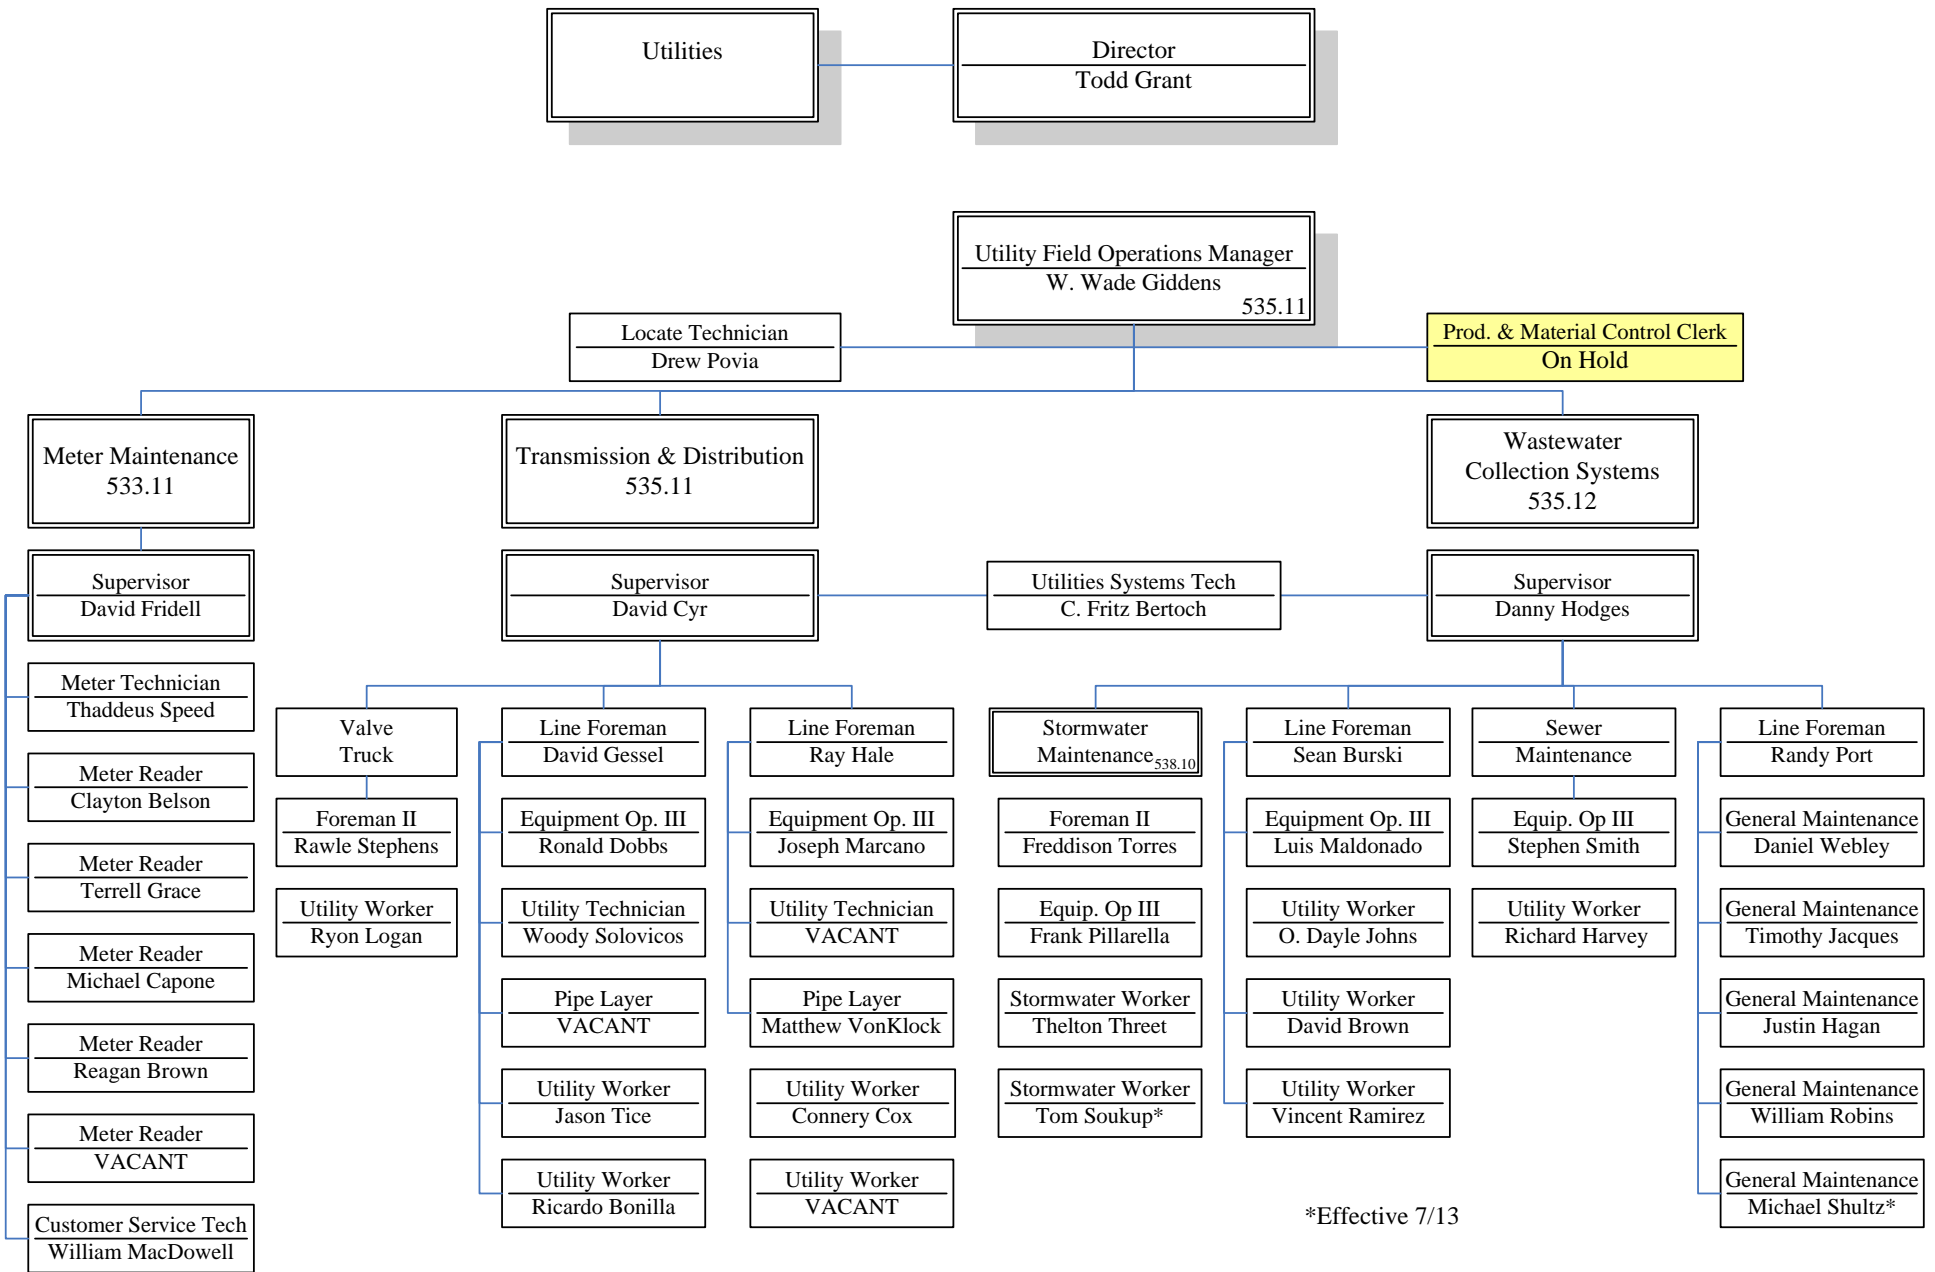 Utilities
Director
Todd Grant
Utility Field Operations Manager
W. Wade Giddens
535.11
Locate Technician
Drew Povia
Prod. & Material Control Clerk
On Hold
Meter Maintenance
533.11
Transmission & Distribution
535.11
Wastewater
Collection Systems
535.12
Supervisor
David Fridell
Supervisor
David Cyr
Utilities Systems Tech
C. Fritz Bertoch
Supervisor
Danny Hodges
Meter Technician
Thaddeus Speed
Meter Reader
Clayton Belson
Meter Reader
Terrell Grace
Meter Reader
Michael Capone
Meter Reader
Reagan Brown
Meter Reader
VACANT
Customer Service Tech
William MacDowell
Valve
Truck
Foreman II
Rawle Stephens
Utility Worker
Ryon Logan
Line Foreman
David Gessel
Equipment Op. III
Ronald Dobbs
Utility Technician
Woody Solovicos
Pipe Layer
VACANT
Utility Worker
Jason Tice
Utility Worker
Ricardo Bonilla
Line Foreman
Ray Hale
Equipment Op. III
Joseph Marcano
Utility Technician
VACANT
Pipe Layer
Matthew VonKlock
Utility Worker
Connery Cox
Utility Worker
VACANT
Stormwater
Maintenance 538.10
Foreman II
Freddison Torres
Equip. Op III
Frank Pillarella
Stormwater Worker
Thelton Threet
Stormwater Worker
Tom Soukup*
Line Foreman
Sean Burski
Equipment Op. III
Luis Maldonado
Utility Worker
O. Dayle Johns
Utility Worker
David Brown
Utility Worker
Vincent Ramirez
Sewer
Maintenance
Equip. Op III
Stephen Smith
Utility Worker
Richard Harvey
Line Foreman
Randy Port
General Maintenance
Daniel Webley
General Maintenance
Timothy Jacques
General Maintenance
Justin Hagan
General Maintenance
William Robins
General Maintenance
Michael Shultz*
*Effective 7/13